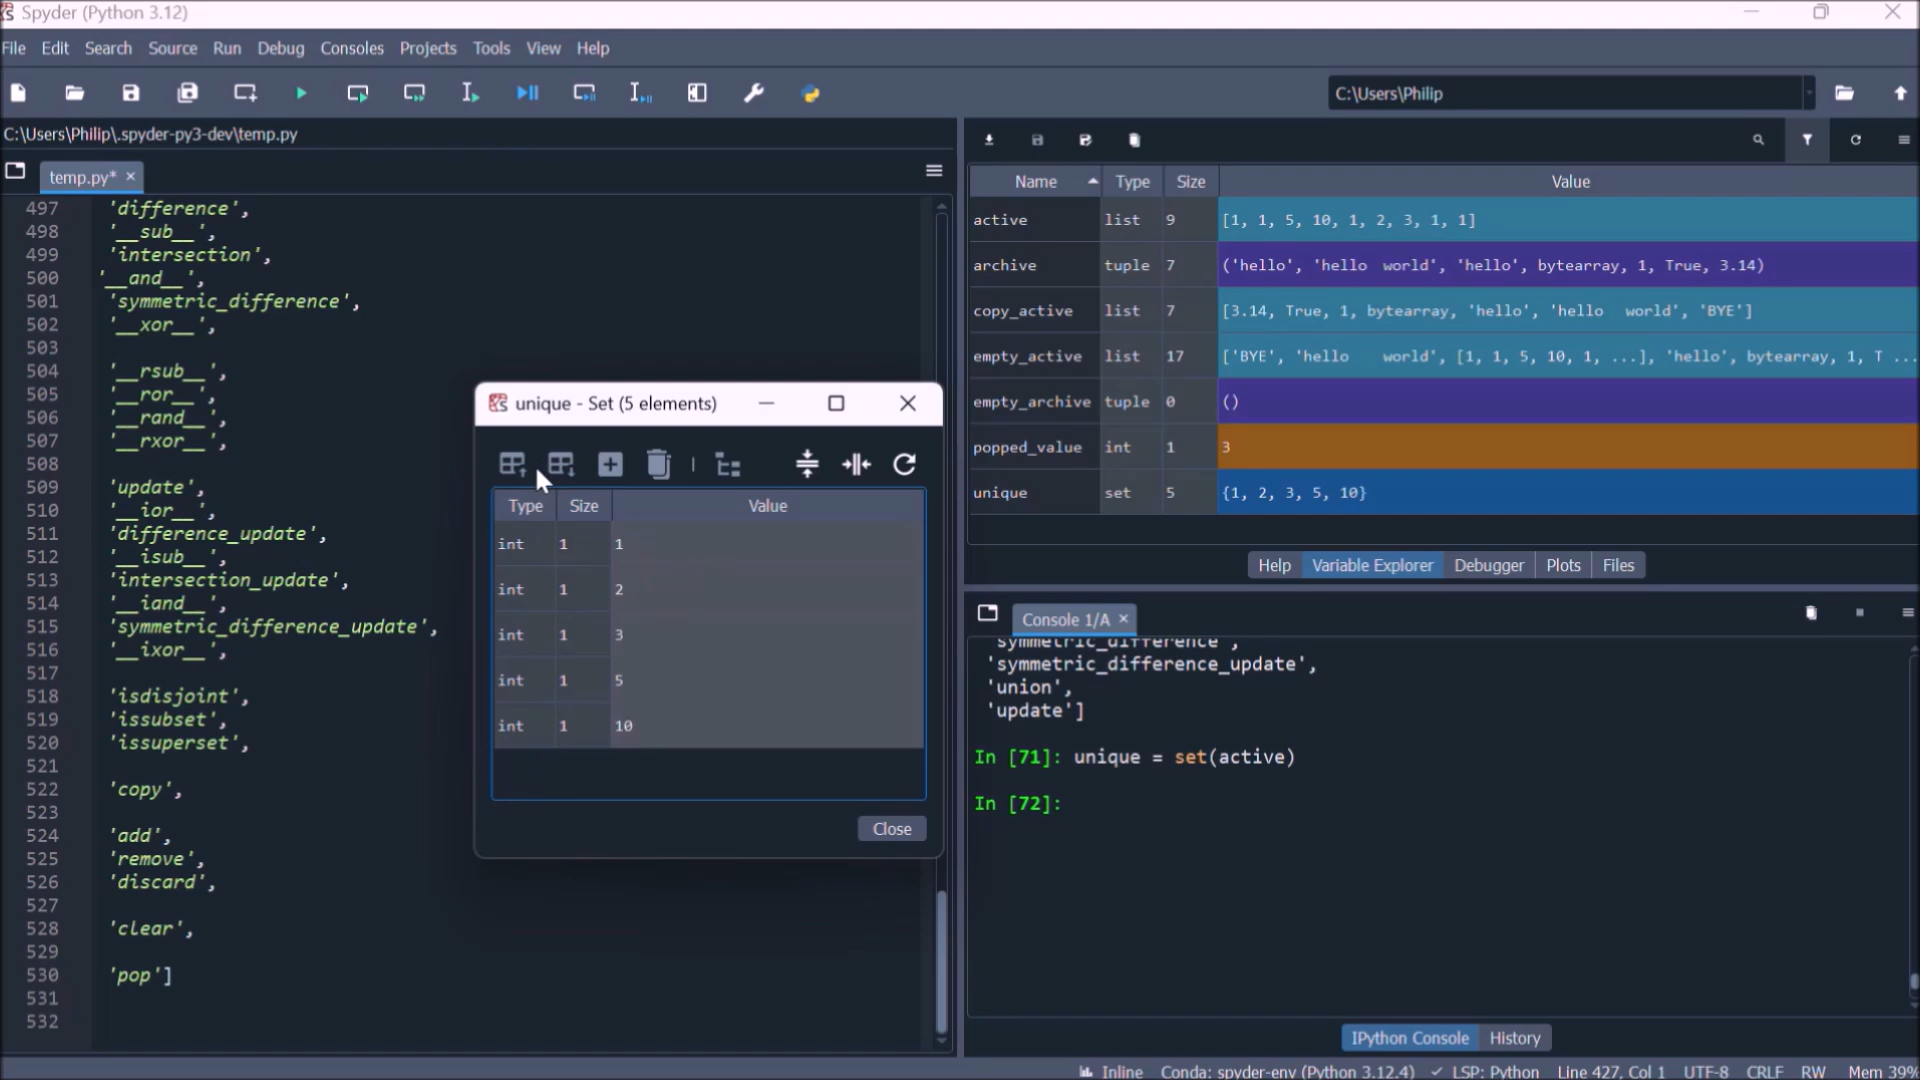 Spyder (Python 3.12)
File Edit Search Source Run Debug Consoles Projects Tools View Help
C:\Users\Philip
C:\Users\Philip\.spyder-py3-dev\temp.py
temp.py*
497 'difference',
498 '__sub__',
499 'intersection',
500 '__and__',
501 'symmetric_difference',
502 '__xor__',
503
504 '__rsub__',
505 '__ror__',
506 '__rand__',
507 '__rxor__',
508
509 'update',
510 '__ior__',
511 'difference_update',
512 '__isub__',
513 'intersection_update',
514 '__iand__',
515 'symmetric_difference_update',
516 '__ixor__',
517
518 'isdisjoint',
519 'issubset',
520 'issuperset',
521
522 'copy',
523
524 'add',
525 'remove',
526 'discard',
527
528 'clear',
529
530 'pop']
531
532
unique - Set (5 elements)
Type Size Value
int 1 1
int 1 2
int 1 3
int 1 5
int 1 10
Close
Name Type Size Value
active list 9 [1, 1, 5, 10, 1, 2, 3, 1, 1]
archive tuple 7 ('hello', 'hello world', 'hello', bytearray, 1, True, 3.14)
copy_active list 7 [3.14, True, 1, bytearray, 'hello', 'hello world', 'BYE']
empty_active list 17 ['BYE', 'hello world', [1, 1, 5, 10, 1, ...], 'hello', bytearray, 1, T ...
empty_archive tuple 0 ()
popped_value int 1 3
unique set 5 {1, 2, 3, 5, 10}
Help Variable Explorer Debugger Plots Files
Console 1/A
'symmetric_difference',
'symmetric_difference_update',
'union',
'update']
In [71]: unique = set(active)
In [72]:
IPython Console History
Inline Conda: spyder-env (Python 3.12.4) LSP: Python Line 427, Col 1 UTF-8 CRLF RW Mem 39%